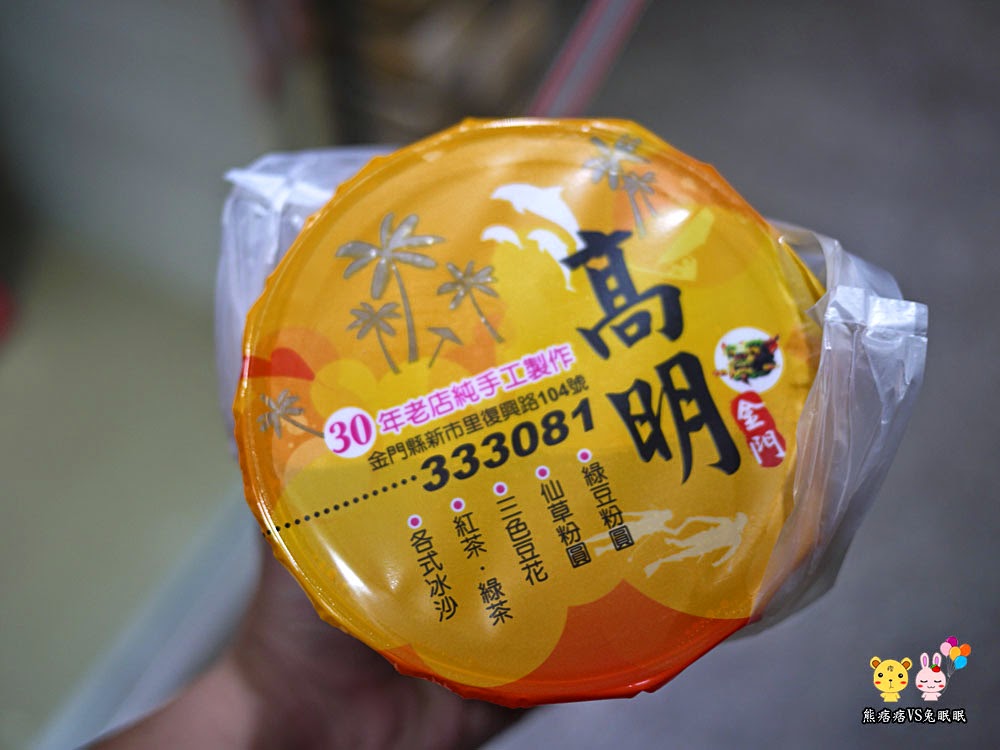 高明
金門
30年老店純手工製作
金門縣新市里復興路104號
333081
綠豆粉圓
仙草粉圓
三色豆花
紅茶．綠茶
各式冰沙
熊痞痞VS兔眠眠